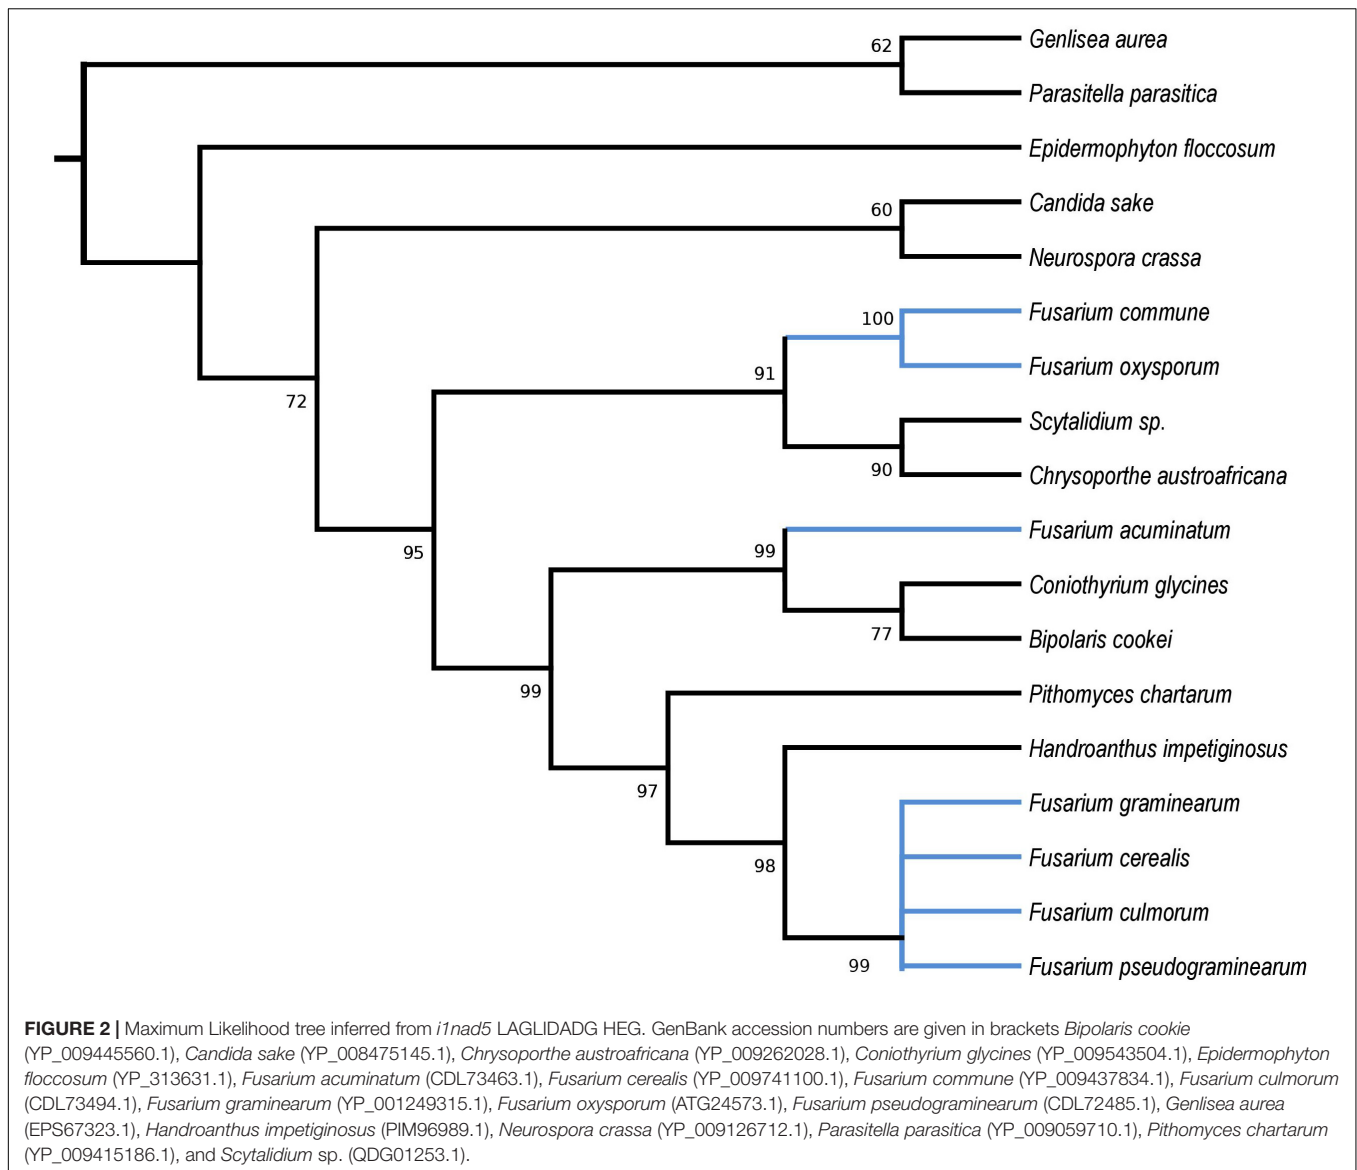 62
Genlisea aurea
Parasitella parasitica
Epidermophyton floccosum
60
Candida sake
Neurospora crassa
100
Fusarium commune
Fusarium oxysporum
91
72
Scytalidium sp.
90
Chrysoporthe austroafricana
Fusarium acuminatum
99
95
Coniothyrium glycines
77
Bipolaris cookei
99
Pithomyces chartarum
Handroanthus impetiginosus
97
Fusarium graminearum
Fusarium cerealis
98
Fusarium culmorum
99
Fusarium pseudograminearum
FIGURE 2 | Maximum Likelihood tree inferred from i1nad5 LAGLIDADG HEG. GenBank accession numbers are given in brackets Bipolaris cookie
(YP_009445560.1), Candida sake (YP_008475145.1), Chrysoporthe austroafricana (YP_009262028.1), Coniothyrium glycines (YP_009543504.1), Epidermophyton
floccosum (YP_313631.1), Fusarium acuminatum (CDL73463.1), Fusarium cerealis (YP_009741100.1), Fusarium commune (YP_009437834.1), Fusarium culmorum
(CDL73494.1), Fusarium graminearum (YP_001249315.1), Fusarium oxysporum (ATG24573.1), Fusarium pseudograminearum (CDL72485.1), Genlisea aurea
(EPS67323.1), Handroanthus impetiginosus (PIM96989.1), Neurospora crassa (YP_009126712.1), Parasitella parasitica (YP_009059710.1), Pithomyces chartarum
(YP_009415186.1), and Scytalidium sp. (QDG01253.1).